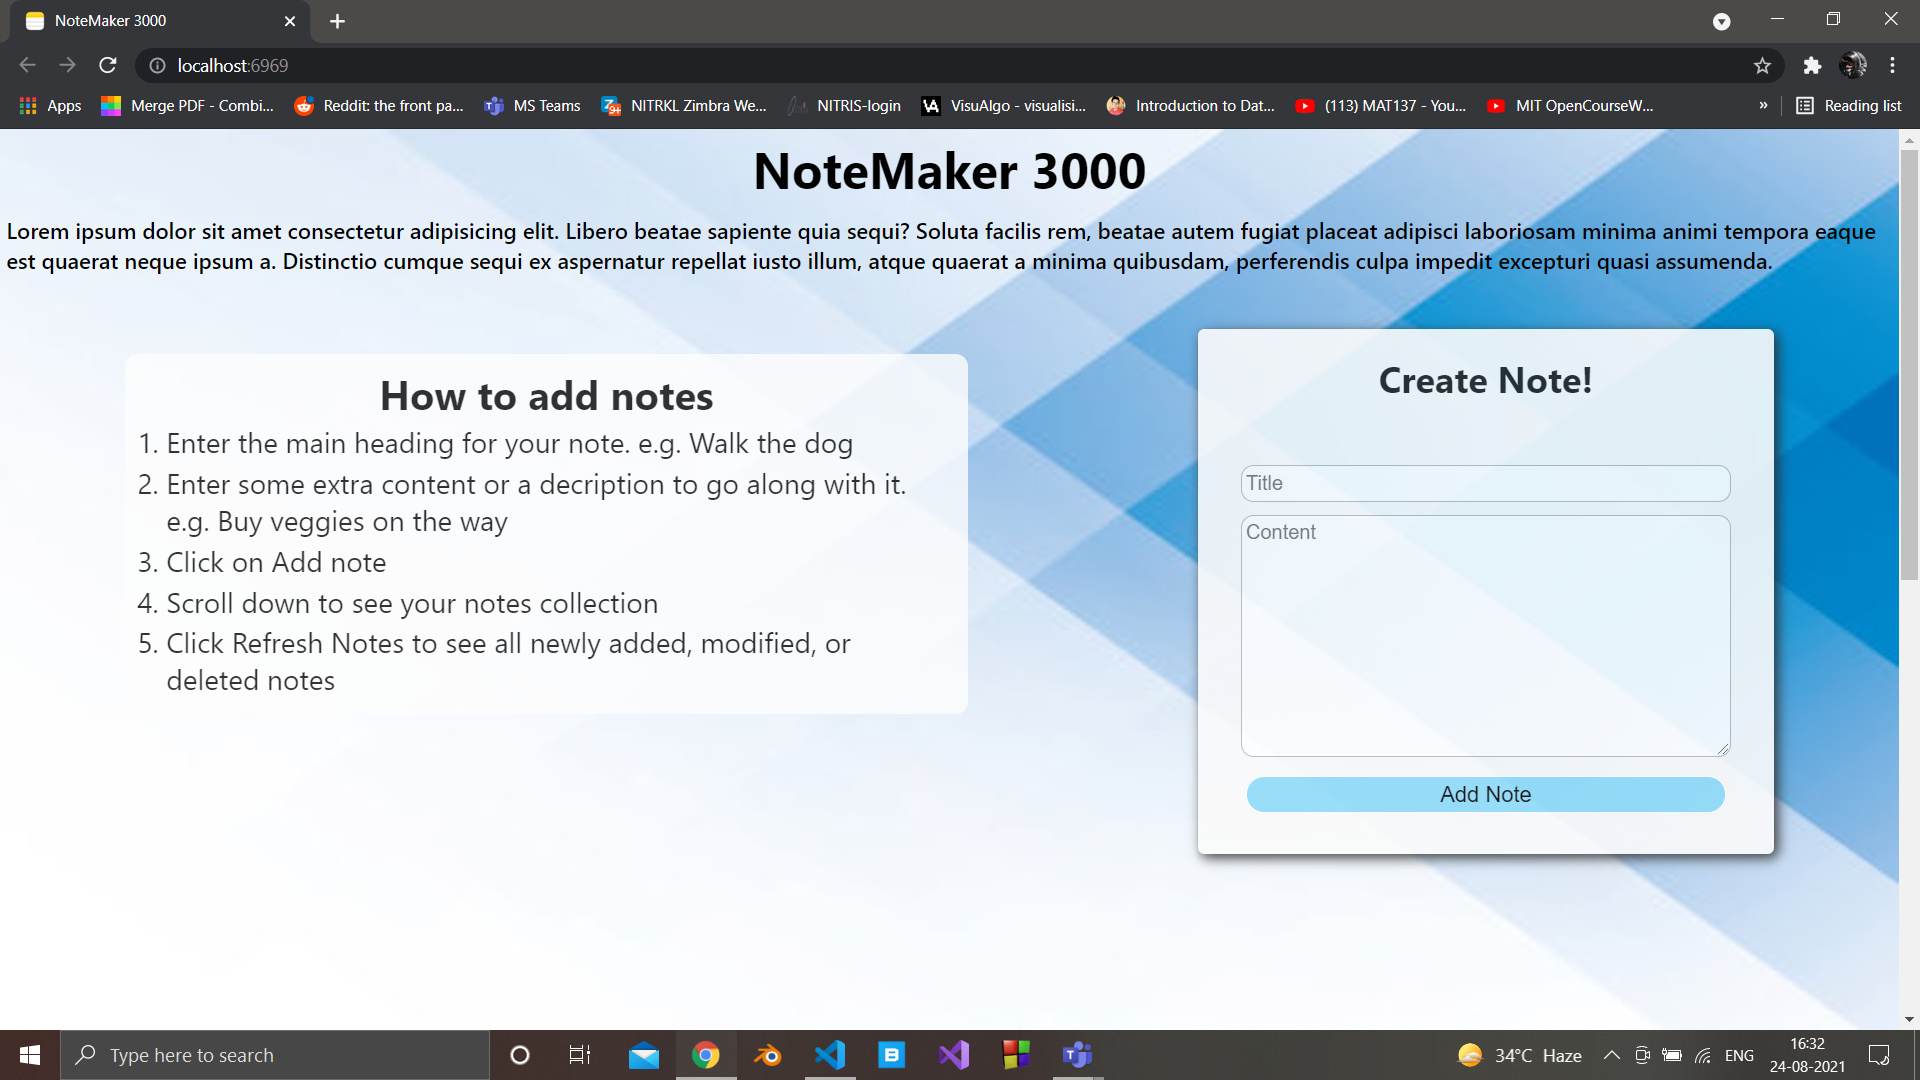 NoteMaker 3000
localhost:6969
Apps
Merge PDF - Combi...
Reddit: the front pa...
MS Teams
NITRKL Zimbra We...
NITRIS-login
VisuAlgo - visualisi...
Introduction to Dat...
(113) MAT137 - You...
MIT OpenCourseW...
»
Reading list
NoteMaker 3000
Lorem ipsum dolor sit amet consectetur adipisicing elit. Libero beatae sapiente quia sequi? Soluta facilis rem, beatae autem fugiat placeat adipisci laboriosam minima animi tempora eaque
est quaerat neque ipsum a. Distinctio cumque sequi ex aspernatur repellat iusto illum, atque quaerat a minima quibusdam, perferendis culpa impedit excepturi quasi assumenda.
How to add notes
1. Enter the main heading for your note. e.g. Walk the dog
2. Enter some extra content or a decription to go along with it.
e.g. Buy veggies on the way
3. Click on Add note
4. Scroll down to see your notes collection
5. Click Refresh Notes to see all newly added, modified, or
deleted notes
Create Note!
Title
Content
Add Note
Type here to search
34°C Haze
ENG
16:32
24-08-2021